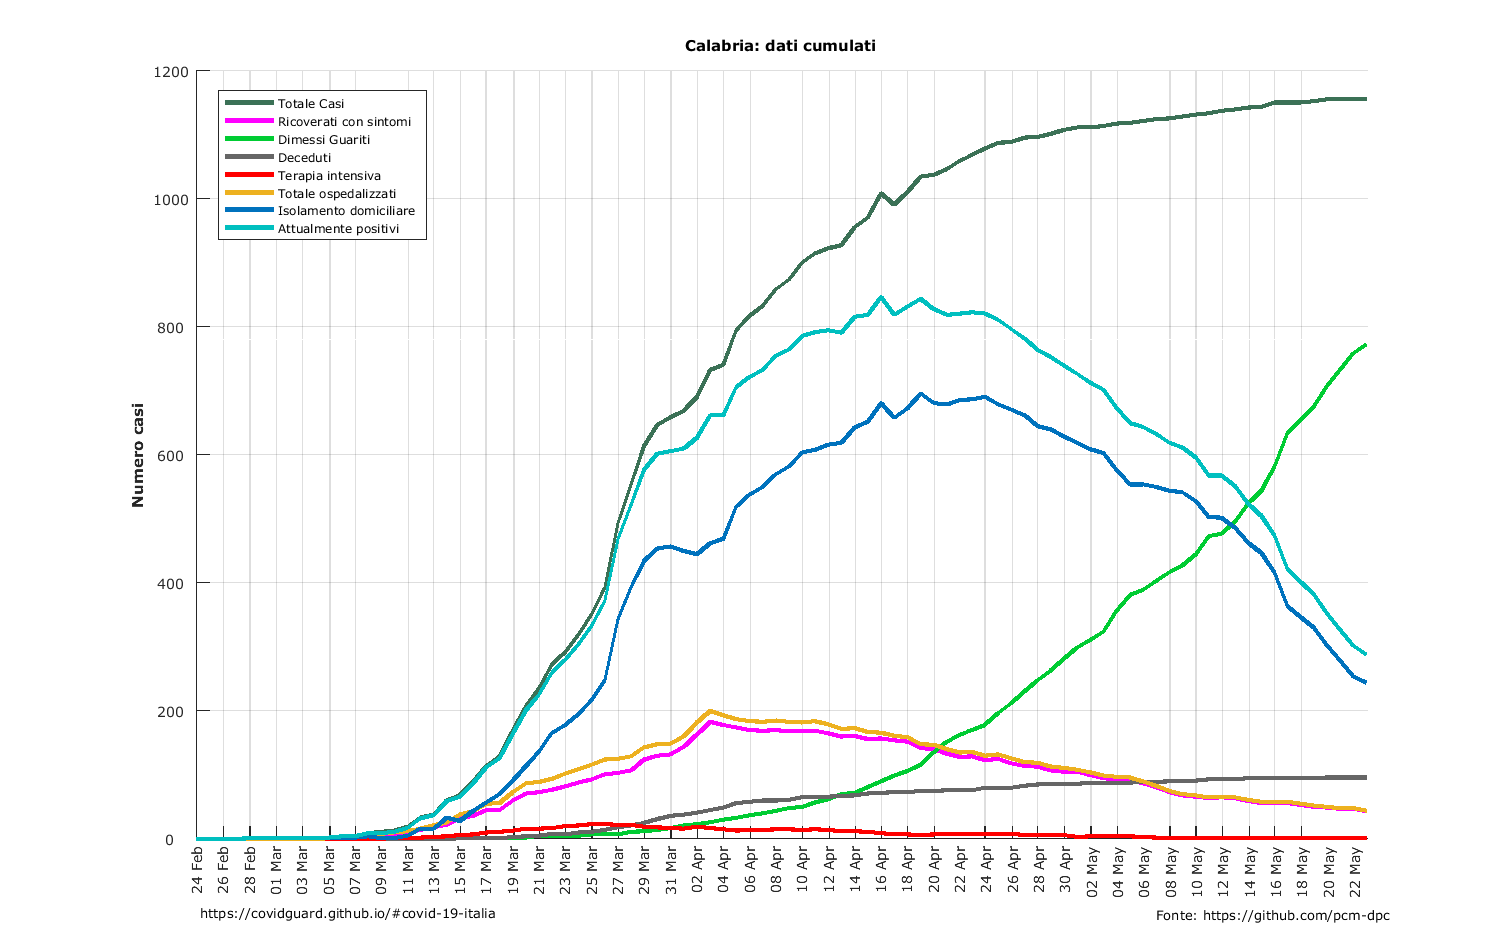 Calabria: dati cumulati
Numero casi
1200
1000
800
600
400
200
0
Totale Casi
Ricoverati con sintomi
Dimessi Guariti
Deceduti
Terapia intensiva
Totale ospedalizzati
Isolamento domiciliare
Attualmente positivi
24 Feb
26 Feb
28 Feb
01 Mar
03 Mar
05 Mar
07 Mar
09 Mar
11 Mar
13 Mar
15 Mar
17 Mar
19 Mar
21 Mar
23 Mar
25 Mar
27 Mar
29 Mar
31 Mar
02 Apr
04 Apr
06 Apr
08 Apr
10 Apr
12 Apr
14 Apr
16 Apr
18 Apr
20 Apr
22 Apr
24 Apr
26 Apr
28 Apr
30 Apr
02 May
04 May
06 May
08 May
10 May
12 May
14 May
16 May
18 May
20 May
22 May
https://covidguard.github.io/#covid-19-italia
Fonte: https://github.com/pcm-dpc